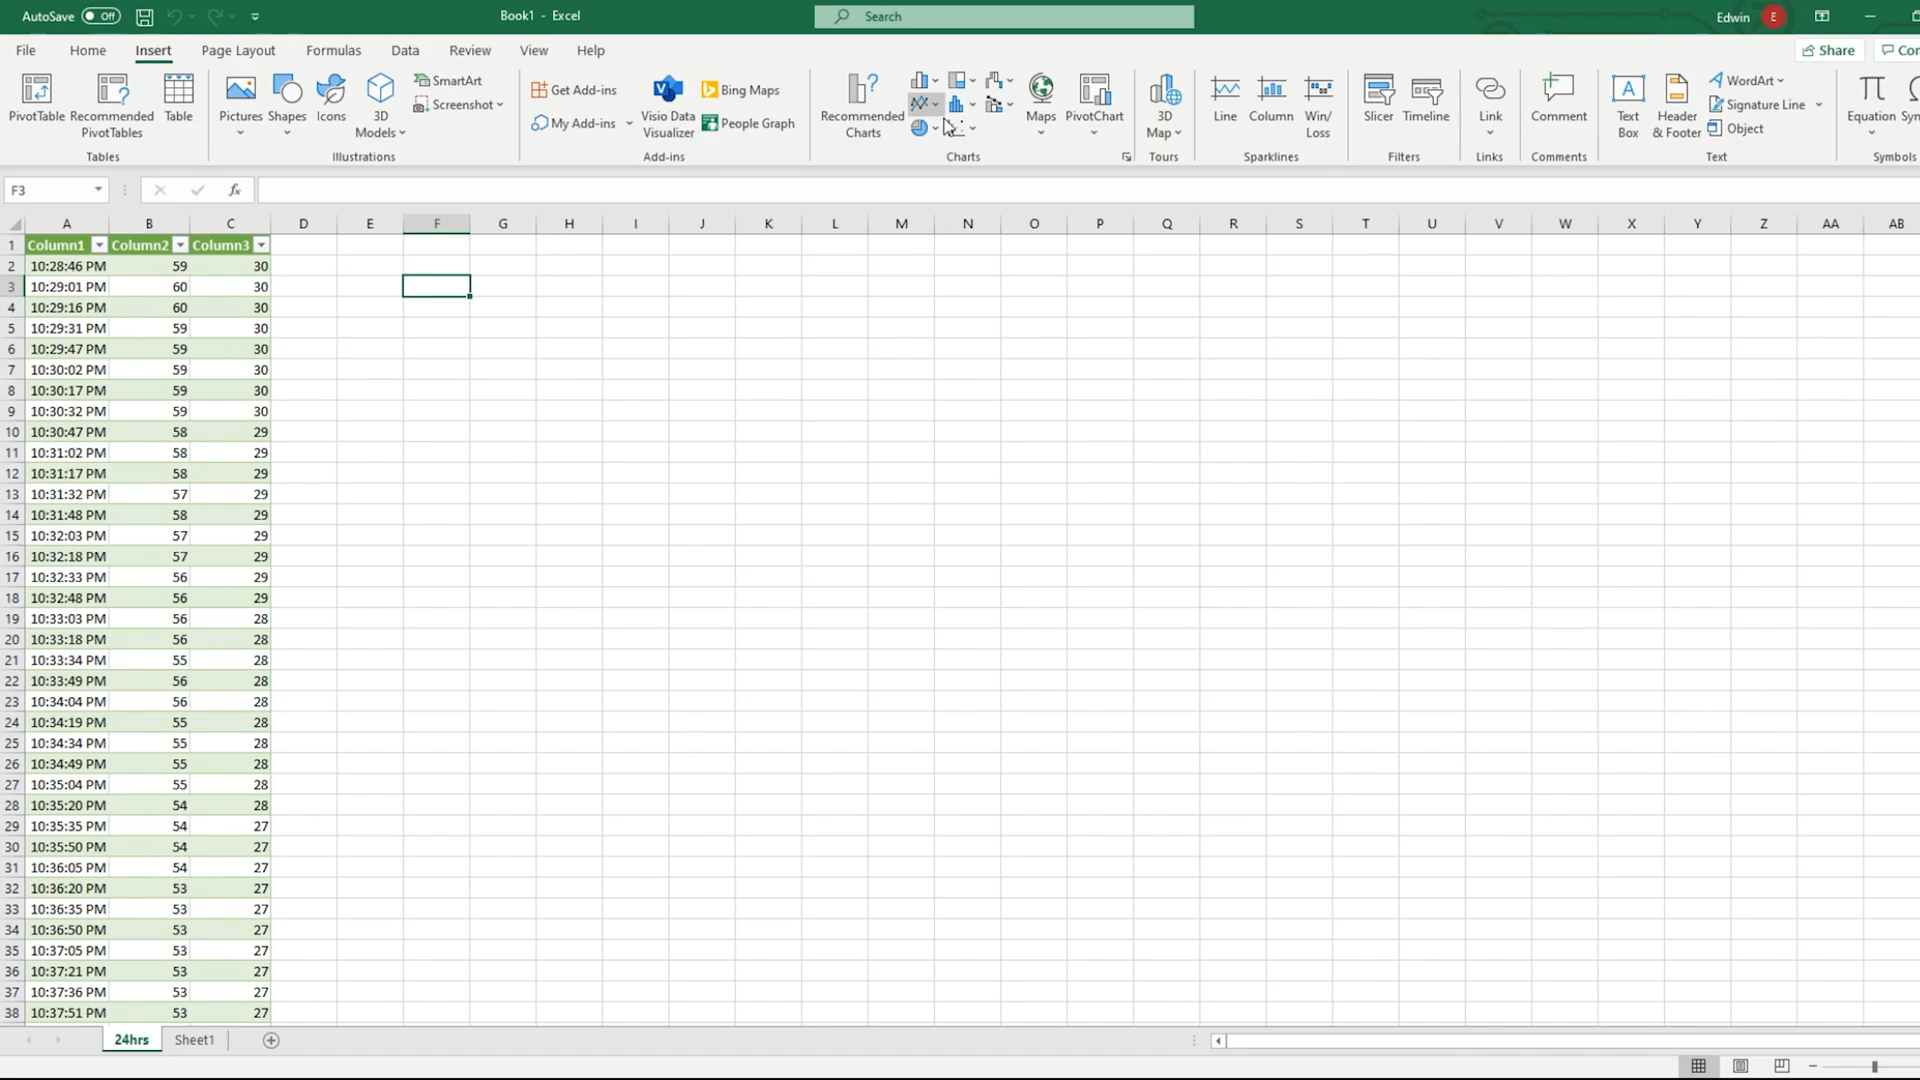 AutoSave Off
Book1 - Excel
Search
Edwin E
File Home Insert Page Layout Formulas Data Review View Help
Share
PivotTable Recommended PivotTables Table
Tables
Pictures Shapes Icons 3D Models SmartArt Screenshot
Illustrations
Get Add-ins My Add-ins Visio Data Visualizer Bing Maps People Graph
Add-ins
Recommended Charts Maps PivotChart
Charts
3D Map
Tours
Line Column Win/ Loss
Sparklines
Slicer Timeline
Filters
Link
Links
Comment
Comments
Text Box Header & Footer WordArt Signature Line Object
Text
Equation
Symbols
F3 fx
A B C D E F G H I J K L M N O P Q R S T U V W X Y Z AA AB
1 Column1 Column2 Column3
2 10:28:46 PM 59 30
3 10:29:01 PM 60 30
4 10:29:16 PM 60 30
5 10:29:31 PM 59 30
6 10:29:47 PM 59 30
7 10:30:02 PM 59 30
8 10:30:17 PM 59 30
9 10:30:32 PM 59 30
10 10:30:47 PM 58 29
11 10:31:02 PM 58 29
12 10:31:17 PM 58 29
13 10:31:32 PM 57 29
14 10:31:48 PM 58 29
15 10:32:03 PM 57 29
16 10:32:18 PM 57 29
17 10:32:33 PM 56 29
18 10:32:48 PM 56 29
19 10:33:03 PM 56 28
20 10:33:18 PM 56 28
21 10:33:34 PM 55 28
22 10:33:49 PM 56 28
23 10:34:04 PM 56 28
24 10:34:19 PM 55 28
25 10:34:34 PM 55 28
26 10:34:49 PM 55 28
27 10:35:04 PM 55 28
28 10:35:20 PM 54 28
29 10:35:35 PM 54 27
30 10:35:50 PM 54 27
31 10:36:05 PM 54 27
32 10:36:20 PM 53 27
33 10:36:35 PM 53 27
34 10:36:50 PM 53 27
35 10:37:05 PM 53 27
36 10:37:21 PM 53 27
37 10:37:36 PM 53 27
38 10:37:51 PM 53 27
24hrs Sheet1